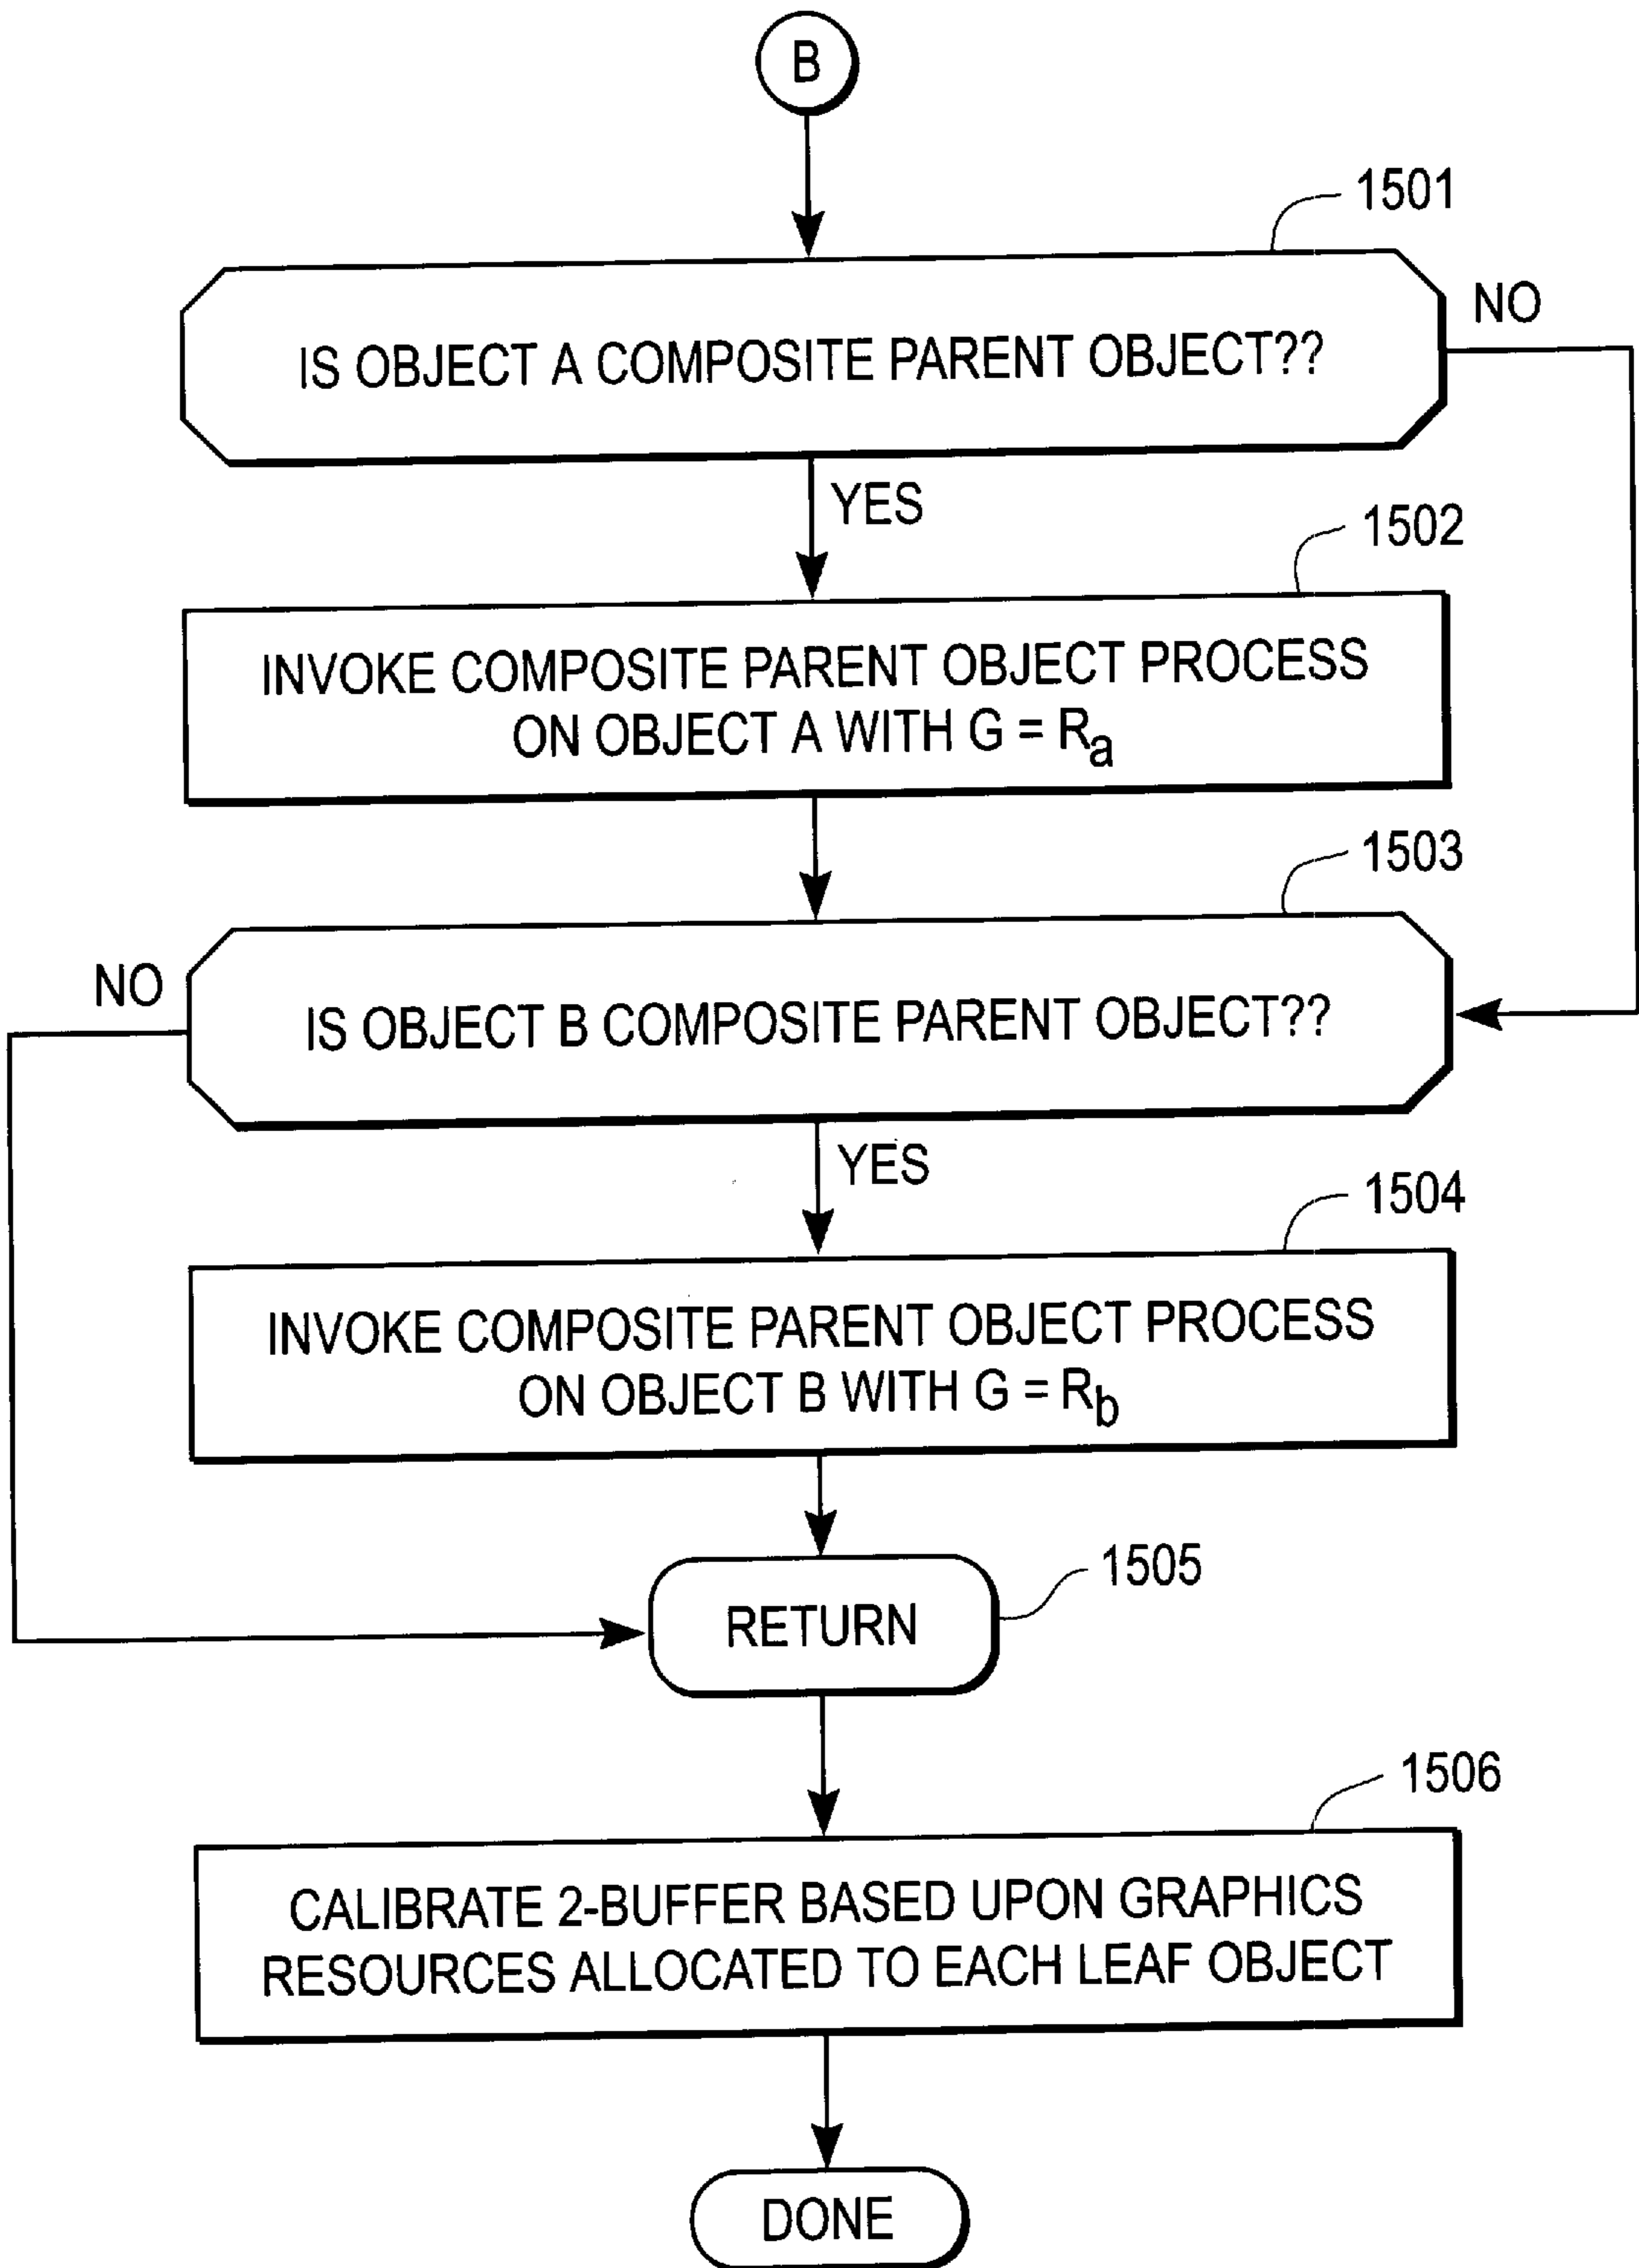 B
1501
IS OBJECT A COMPOSITE PARENT OBJECT??
NO
YES
1502
INVOKE COMPOSITE PARENT OBJECT PROCESS
ON OBJECT A WITH G = Ra
1503
NO
IS OBJECT B COMPOSITE PARENT OBJECT??
YES
1504
INVOKE COMPOSITE PARENT OBJECT PROCESS
ON OBJECT B WITH G = Rb
1505
RETURN
1506
CALIBRATE 2-BUFFER BASED UPON GRAPHICS
RESOURCES ALLOCATED TO EACH LEAF OBJECT
DONE